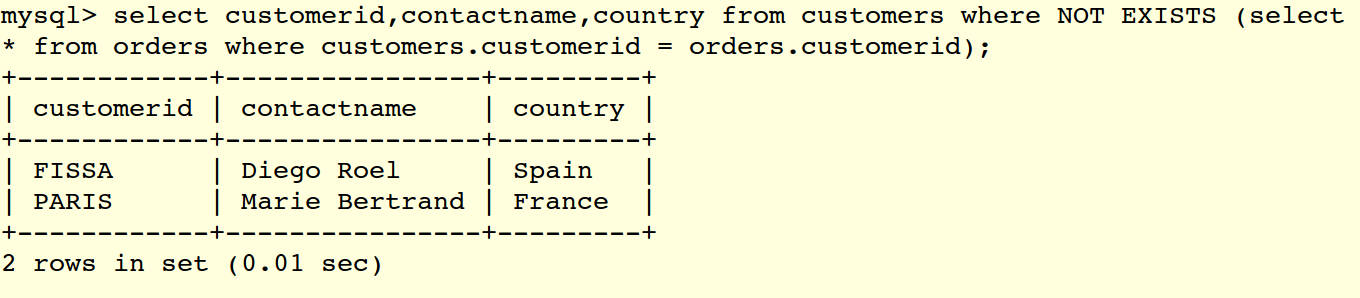 mysql> select customerid,contactname,country from customers where NOT EXISTS (select
* from orders where customers.customerid = orders.customerid);
+------------+----------------+---------+
| customerid | contactname    | country |
+------------+----------------+---------+
| FISSA      | Diego Roel     | Spain   |
| PARIS      | Marie Bertrand | France  |
+------------+----------------+---------+
2 rows in set (0.01 sec)